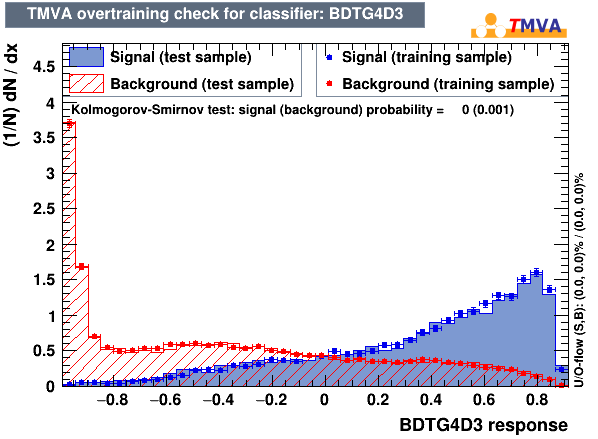 TMVA overtraining check for classifier: BDTG4D3
TMVA
Signal (test sample)
Background (test sample)
Signal (training sample)
Background (training sample)
Kolmogorov-Smirnov test: signal (background) probability = 0 (0.001)
(1/N) dN / dx
4.5
4
3.5
3
2.5
2
1.5
1
0.5
0
−0.8 −0.6 −0.4 −0.2 0 0.2 0.4 0.6 0.8
BDTG4D3 response
U/O-flow (S,B): (0.0, 0.0)% / (0.0, 0.0)%